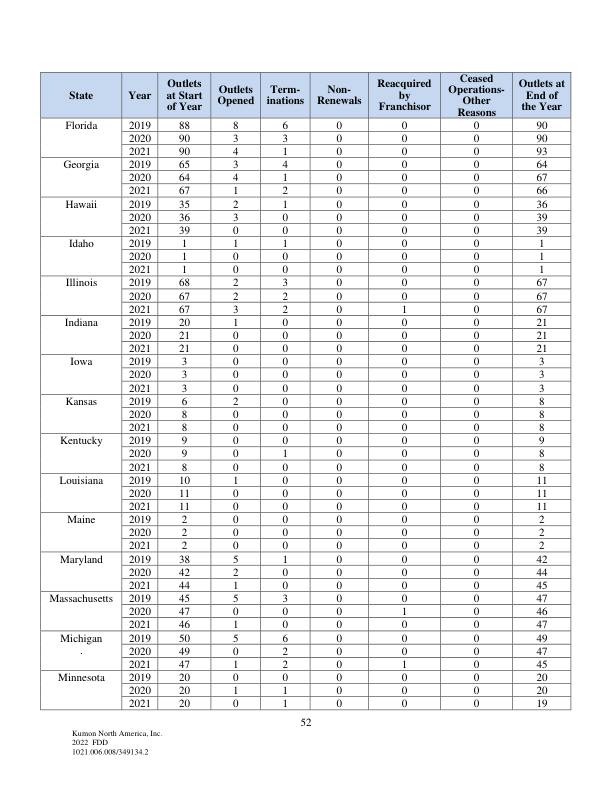 State Year Outlets at Start of Year Outlets Opened Term-inations Non-Renewals Reacquired by Franchisor Ceased Operations-Other Reasons Outlets at End of the Year
Florida 2019 88 8 6 0 0 0 90
2020 90 3 3 0 0 0 90
2021 90 4 1 0 0 0 93
Georgia 2019 65 3 4 0 0 0 64
2020 64 4 1 0 0 0 67
2021 67 1 2 0 0 0 66
Hawaii 2019 35 2 1 0 0 0 36
2020 36 3 0 0 0 0 39
2021 39 0 0 0 0 0 39
Idaho 2019 1 1 1 0 0 0 1
2020 1 0 0 0 0 0 1
2021 1 0 0 0 0 0 1
Illinois 2019 68 2 3 0 0 0 67
2020 67 2 2 0 0 0 67
2021 67 3 2 0 1 0 67
Indiana 2019 20 1 0 0 0 0 21
2020 21 0 0 0 0 0 21
2021 21 0 0 0 0 0 21
Iowa 2019 3 0 0 0 0 0 3
2020 3 0 0 0 0 0 3
2021 3 0 0 0 0 0 3
Kansas 2019 6 2 0 0 0 0 8
2020 8 0 0 0 0 0 8
2021 8 0 0 0 0 0 8
Kentucky 2019 9 0 0 0 0 0 9
2020 9 0 1 0 0 0 8
2021 8 0 0 0 0 0 8
Louisiana 2019 10 1 0 0 0 0 11
2020 11 0 0 0 0 0 11
2021 11 0 0 0 0 0 11
Maine 2019 2 0 0 0 0 0 2
2020 2 0 0 0 0 0 2
2021 2 0 0 0 0 0 2
Maryland 2019 38 5 1 0 0 0 42
2020 42 2 0 0 0 0 44
2021 44 1 0 0 0 0 45
Massachusetts 2019 45 5 3 0 0 0 47
2020 47 0 0 0 1 0 46
2021 46 1 0 0 0 0 47
Michigan 2019 50 5 6 0 0 0 49
. 2020 49 0 2 0 0 0 47
2021 47 1 2 0 1 0 45
Minnesota 2019 20 0 0 0 0 0 20
2020 20 1 1 0 0 0 20
2021 20 0 1 0 0 0 19
52
Kumon North America, Inc.
2022 FDD
1021.006.008/349134.2